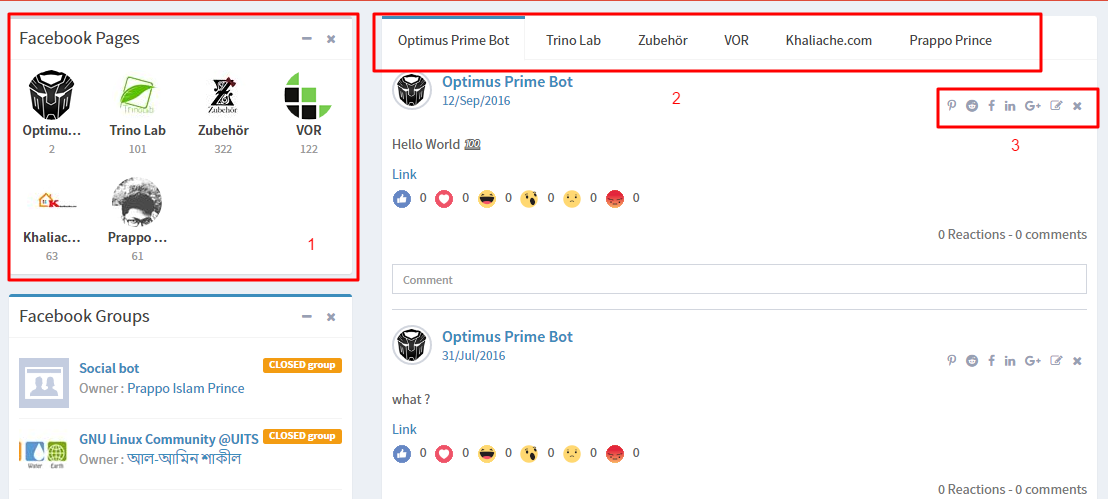 Facebook Pages
Optimu... Trino Lab Zubehör VOR
2 101 322 122
Khaliac... Prappo ...
63 61
1
Facebook Groups
Social bot CLOSED group
Owner : Prappo Islam Prince
GNU Linux Community @UITS CLOSED group
Owner : আল-আমিন শাকীল
Water Earth
Optimus Prime Bot Trino Lab Zubehör VOR Khaliache.com Prappo Prince
Optimus Prime Bot
12/Sep/2016
2
3
Hello World 💯
Link
0 0 0 0 0 0
0 Reactions - 0 comments
Comment
Optimus Prime Bot
31/Jul/2016
what ?
Link
0 0 0 0 0 0
0 Reactions - 0 comments